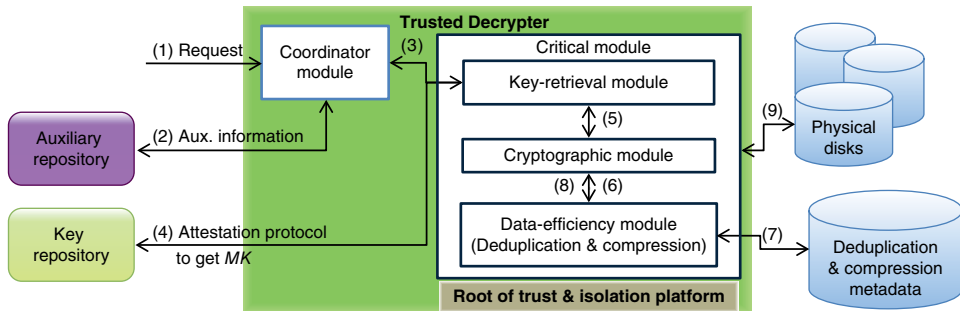 Trusted Decrypter
(1) Request
Coordinator
module
(3)
Critical module
Key-retrieval module
(5)
Cryptographic module
(8)
(6)
Data-efficiency module
(Deduplication & compression)
Root of trust & isolation platform
(2) Aux. information
Auxiliary
repository
(4) Attestation protocol
to get MK
Key
repository
(9)
Physical
disks
(7)
Deduplication
& compression
metadata